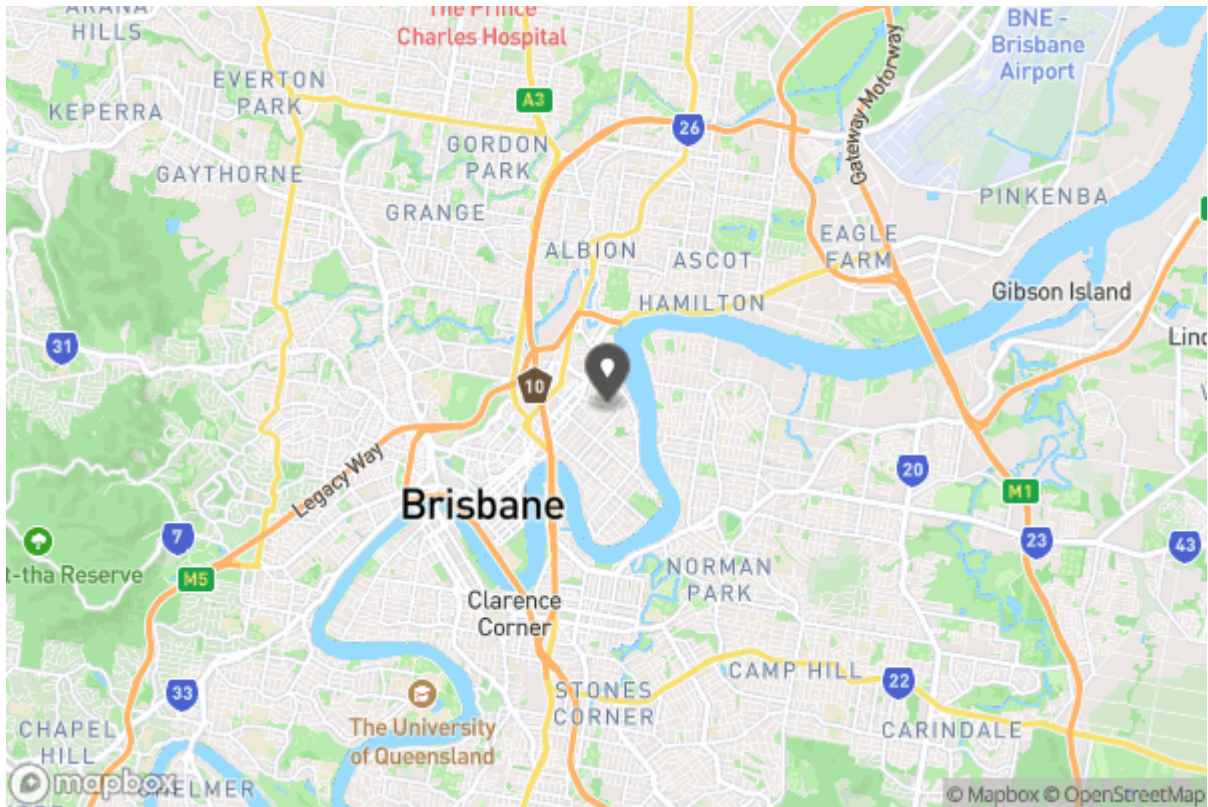 ARANA
HILLS
The Prince
Charles Hospital
BNE -
Brisbane
Airport
EVERTON
PARK
KEPERRA
A3
26
Gateway Motorway
GORDON
PARK
GAYTHORNE
PINKENBA
GRANGE
EAGLE
FARM
ALBION
ASCOT
HAMILTON
Gibson Island
31
Linc
10
Legacy Way
20
Brisbane
M1
7
23
43
t-tha Reserve
M5
NORMAN
PARK
Clarence
Corner
CAMP HILL
22
33
STONES
CORNER
The University
of Queensland
CHAPEL
HILL
CARINDALE
mapbox
CHELMER
© Mapbox © OpenStreetMap